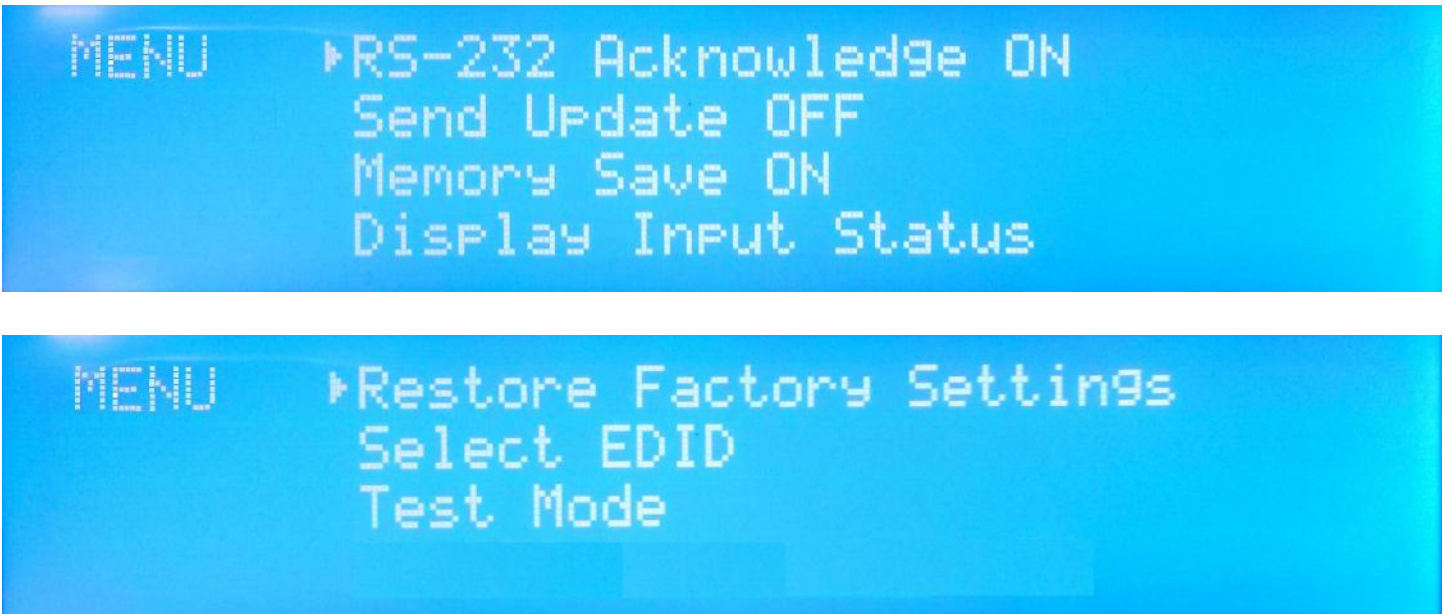 MENU ▸RS-232 Acknowledge ON
Send Update OFF
Memory Save ON
Display Input Status
MENU ▸Restore Factory Settings
Select EDID
Test Mode